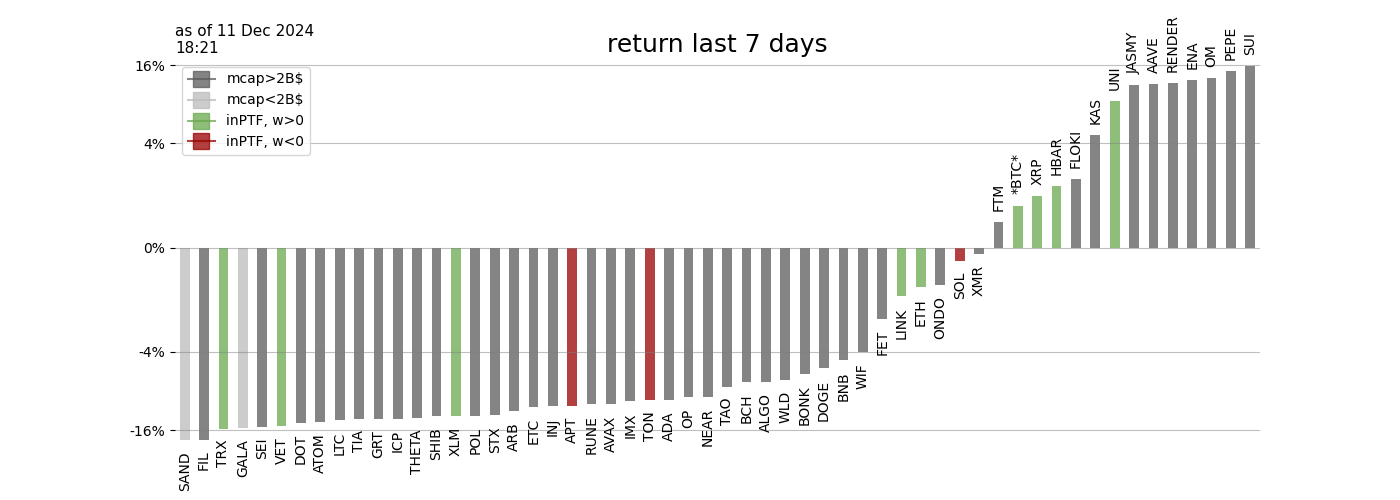 as of 11 Dec 2024
18:21
return last 7 days
16%
4%
0%
-4%
-16%
mcap>2B$
mcap<2B$
inPTF, w>0
inPTF, w<0
SAND
FIL
TRX
GALA
SEI
VET
DOT
ATOM
LTC
TIA
GRT
ICP
THETA
SHIB
XLM
POL
STX
ARB
ETC
INJ
APT
RUNE
AVAX
IMX
TON
ADA
OP
NEAR
TAO
BCH
ALGO
WLD
BONK
DOGE
BNB
WIF
FET
LINK
ETH
ONDO
SOL
XMR
FTM
*BTC*
XRP
HBAR
FLOKI
KAS
UNI
JASMY
AAVE
RENDER
ENA
OM
PEPE
SUI